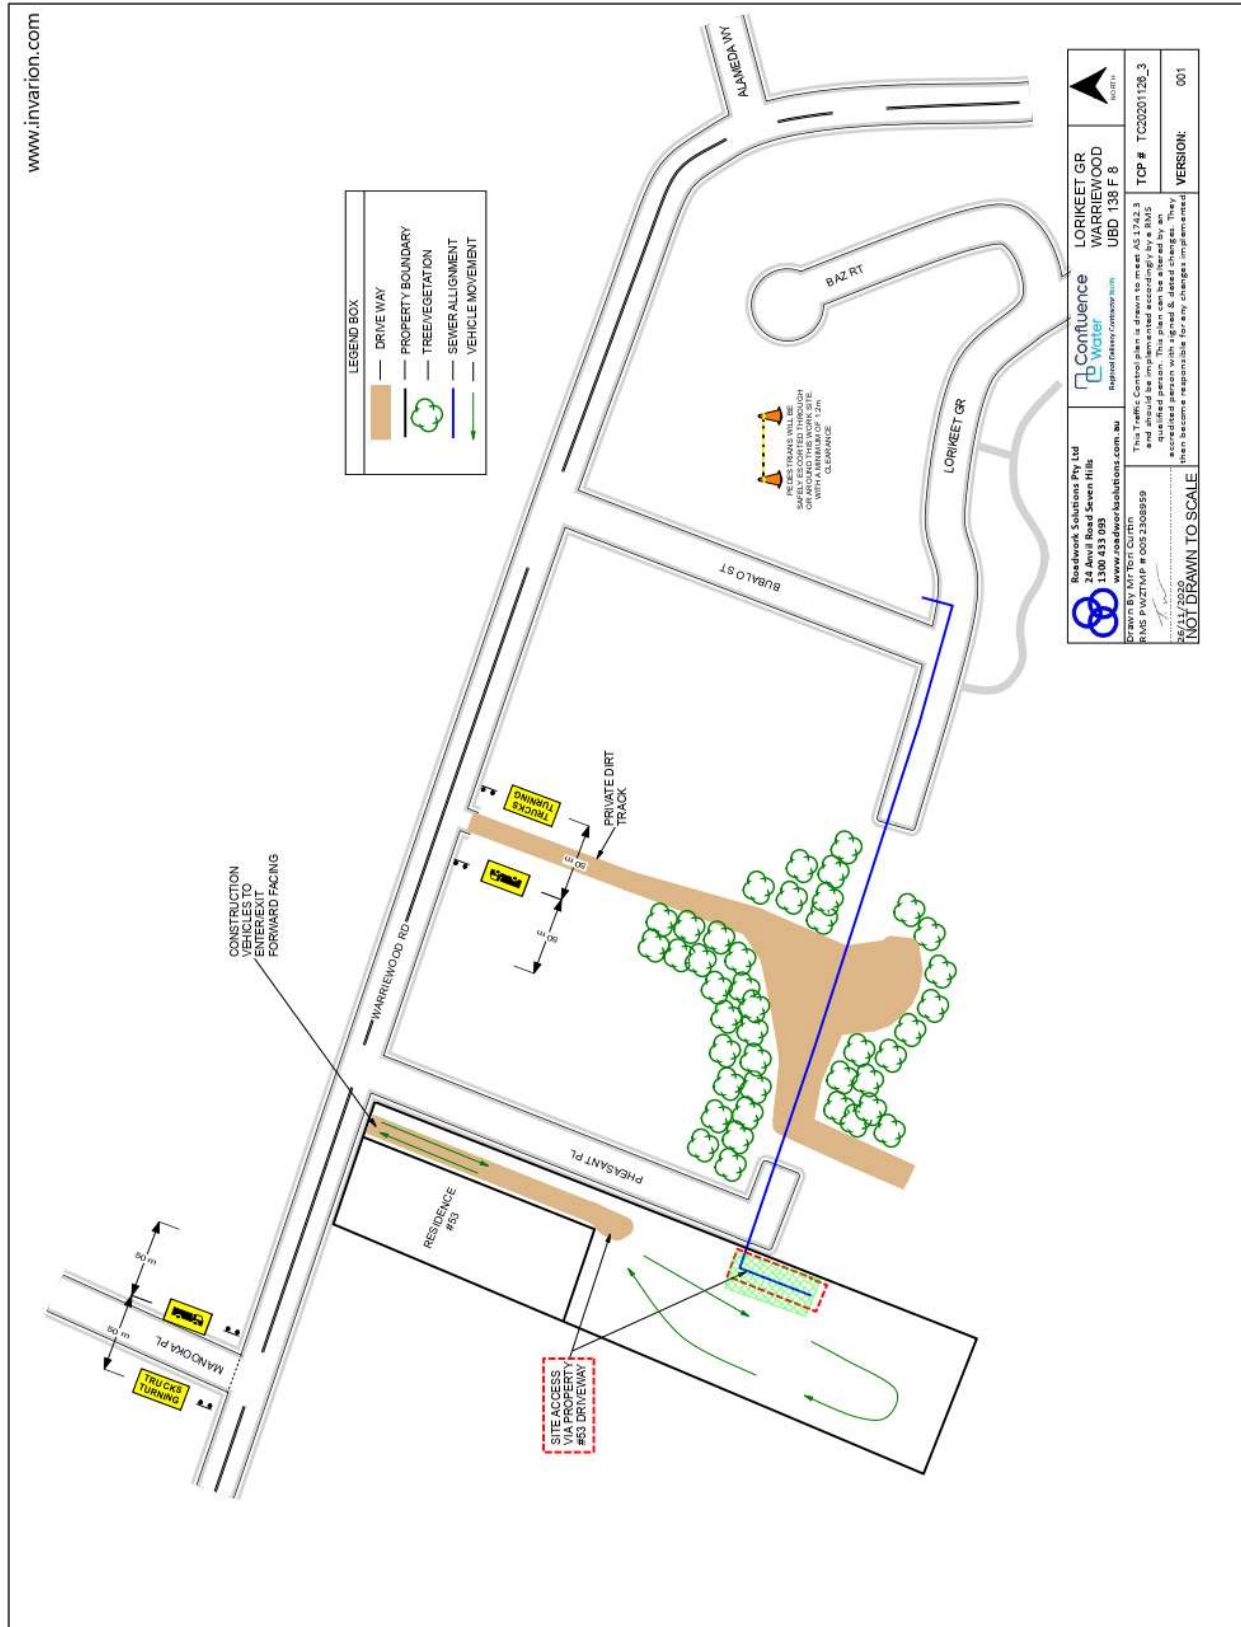 www.invarion.com
LEGEND BOX
DRIVE WAY
PROPERTY BOUNDARY
TREE/VEGETATION
SEWER ALLIGNMENT
VEHICLE MOVEMENT
ALAMEDA WY
BAZ RT
LORIKEET GR
BUBALO ST
WARRIEWOOD RD
PHEASANT PL
MANOOKA PL
PEDESTRIANS WILL BE
SAFELY ESCORTED THROUGH
OR AROUND THIS WORK SITE
WITH A MINIMUM OF 1.2m
CLEARANCE
PRIVATE DIRT
TRACK
TRUCKS
TURNING
50 m
50 m
CONSTRUCTION
VEHICLES TO
ENTER/EXIT
FORWARD FACING
RESIDENCE
#53
50 m
50 m
TRUCKS
TURNING
SITE ACCESS
VIA PROPERTY
#53 DRIVEWAY
Roadwork Solutions Pty Ltd
24 Anvil Road Seven Hills
1300 433 093
www.roadworksolutions.com.au
Confluence
Water
Regional Delivery Contractor North
LORIKEET GR
WARRIEWOOD
UBD 138 F 8
NORTH
Drawn By Mr Tori Curtin
RMS PWZTMP # 0052308959
26/11/2020
NOT DRAWN TO SCALE
This Traffic Control plan is drawn to meet AS 1742.3
and should be implemented accordingly by a RMS
qualified person. This plan can be altered by an
accredited person with signed & dated changes. They
then become responsible for any changes implemented
TCP # TC20201126_3
VERSION: 001